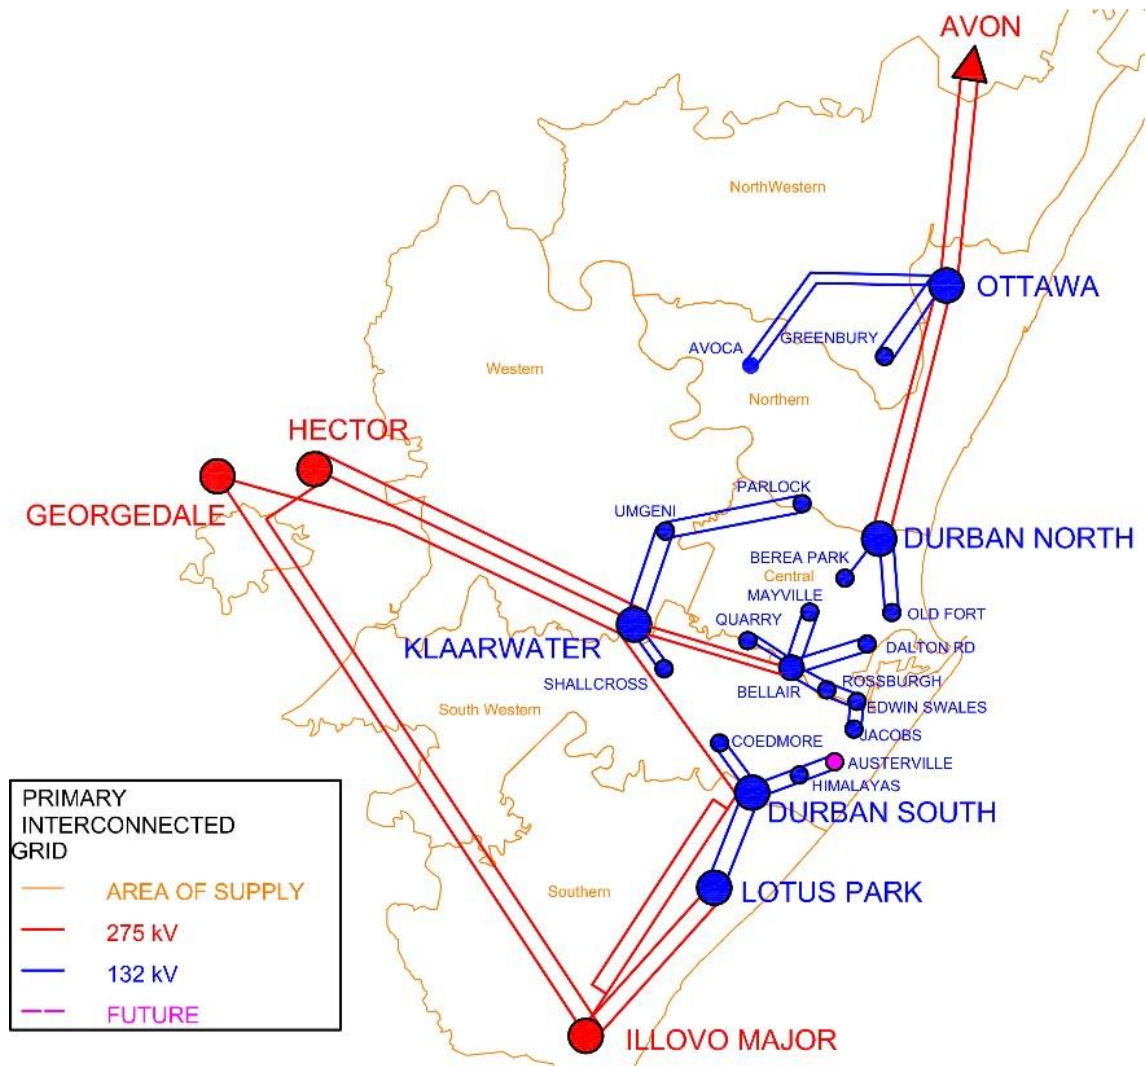 AVON
NorthWestern
OTTAWA
GREENBURY
AVOCA
Western
Northern
HECTOR
GEORGEDALE
PARLOCK
UMGENI
DURBAN NORTH
BEREA PARK
Central
MAYVILLE
QUARRY
OLD FORT
KLAARWATER
DALTON RD
SHALLCROSS
BELLAIR
ROSSBURGH
EDWIN SWALES
South Western
JACOBS
COEDMORE
AUSTERVILLE
HIMALAYAS
DURBAN SOUTH
Southern
LOTUS PARK
ILLOVO MAJOR
PRIMARY
INTERCONNECTED
GRID
AREA OF SUPPLY
275 kV
132 kV
FUTURE